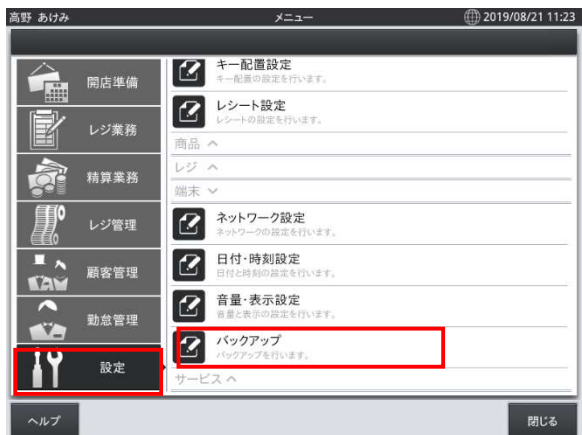 高野 あけみ
メニュー
2019/08/21 11:23
開店準備
レジ業務
精算業務
レジ管理
顧客管理
勤怠管理
設定
キー配置設定
キー配置の設定を行います。
レシート設定
レシートの設定を行います。
商品
レジ
端末
ネットワーク設定
ネットワークの設定を行います。
日付・時刻設定
日付と時刻の設定を行います。
音量・表示設定
音量と表示の設定を行います。
バックアップ
バックアップを行います。
サービス
ヘルプ
閉じる